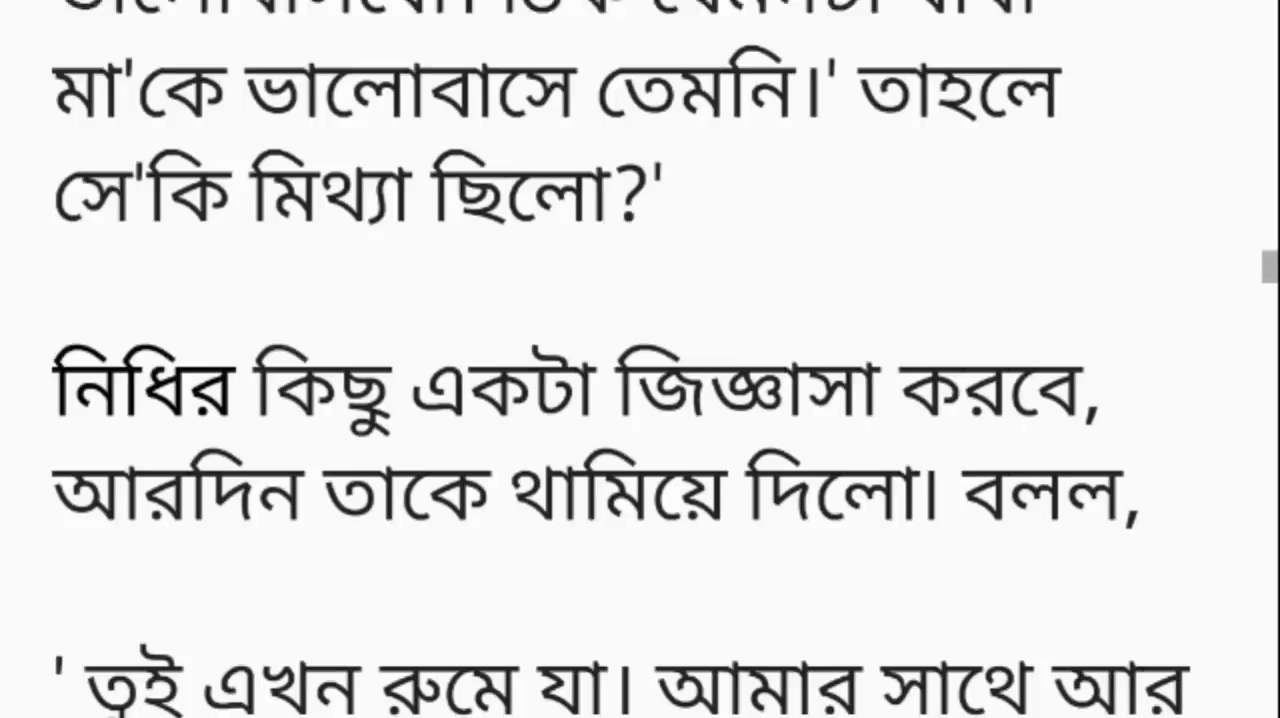 মা'কে ভালোবাসে তেমনি।' তাহলে
সে'কি মিথ্যা ছিলো?'
নিধির কিছু একটা জিজ্ঞাসা করবে,
আরদিন তাকে থামিয়ে দিলো। বলল,
' তুই এখন রুমে যা। আমার সাথে আর